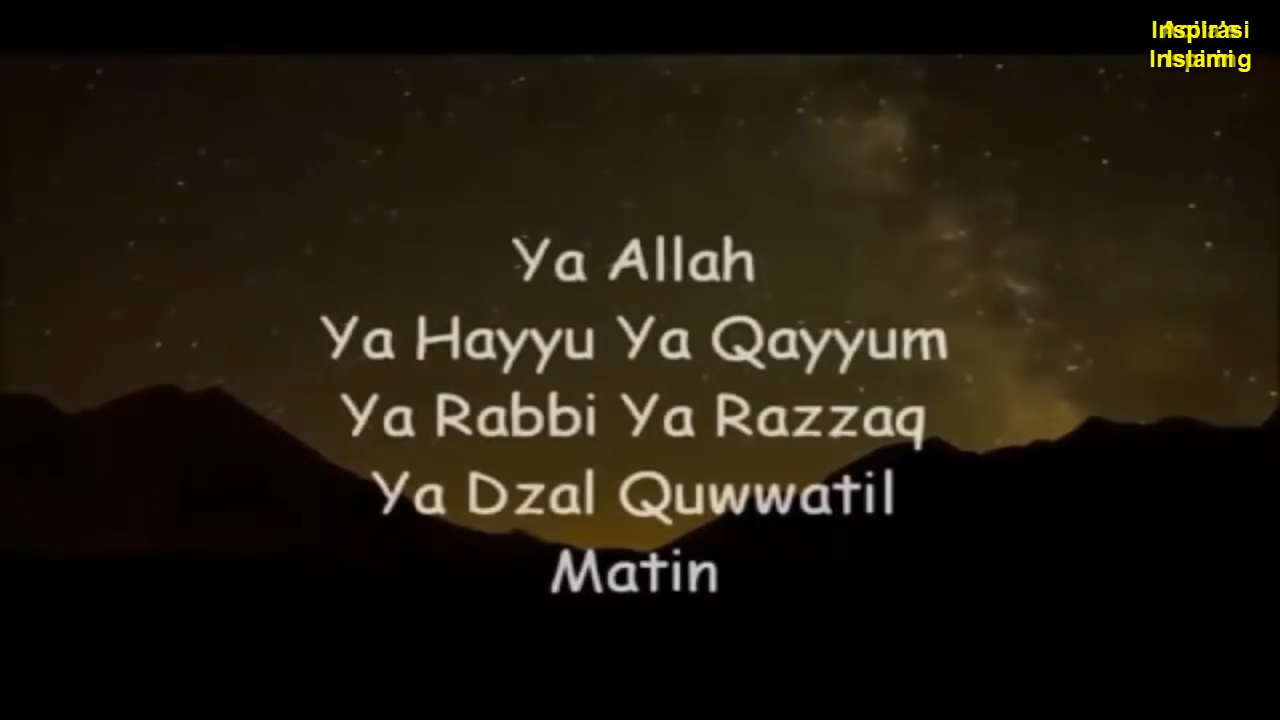 Ya Allah
Ya Hayyu Ya Qayyum
Ya Rabbi Ya Razzaq
Ya Dzal Quwwatil
Matin